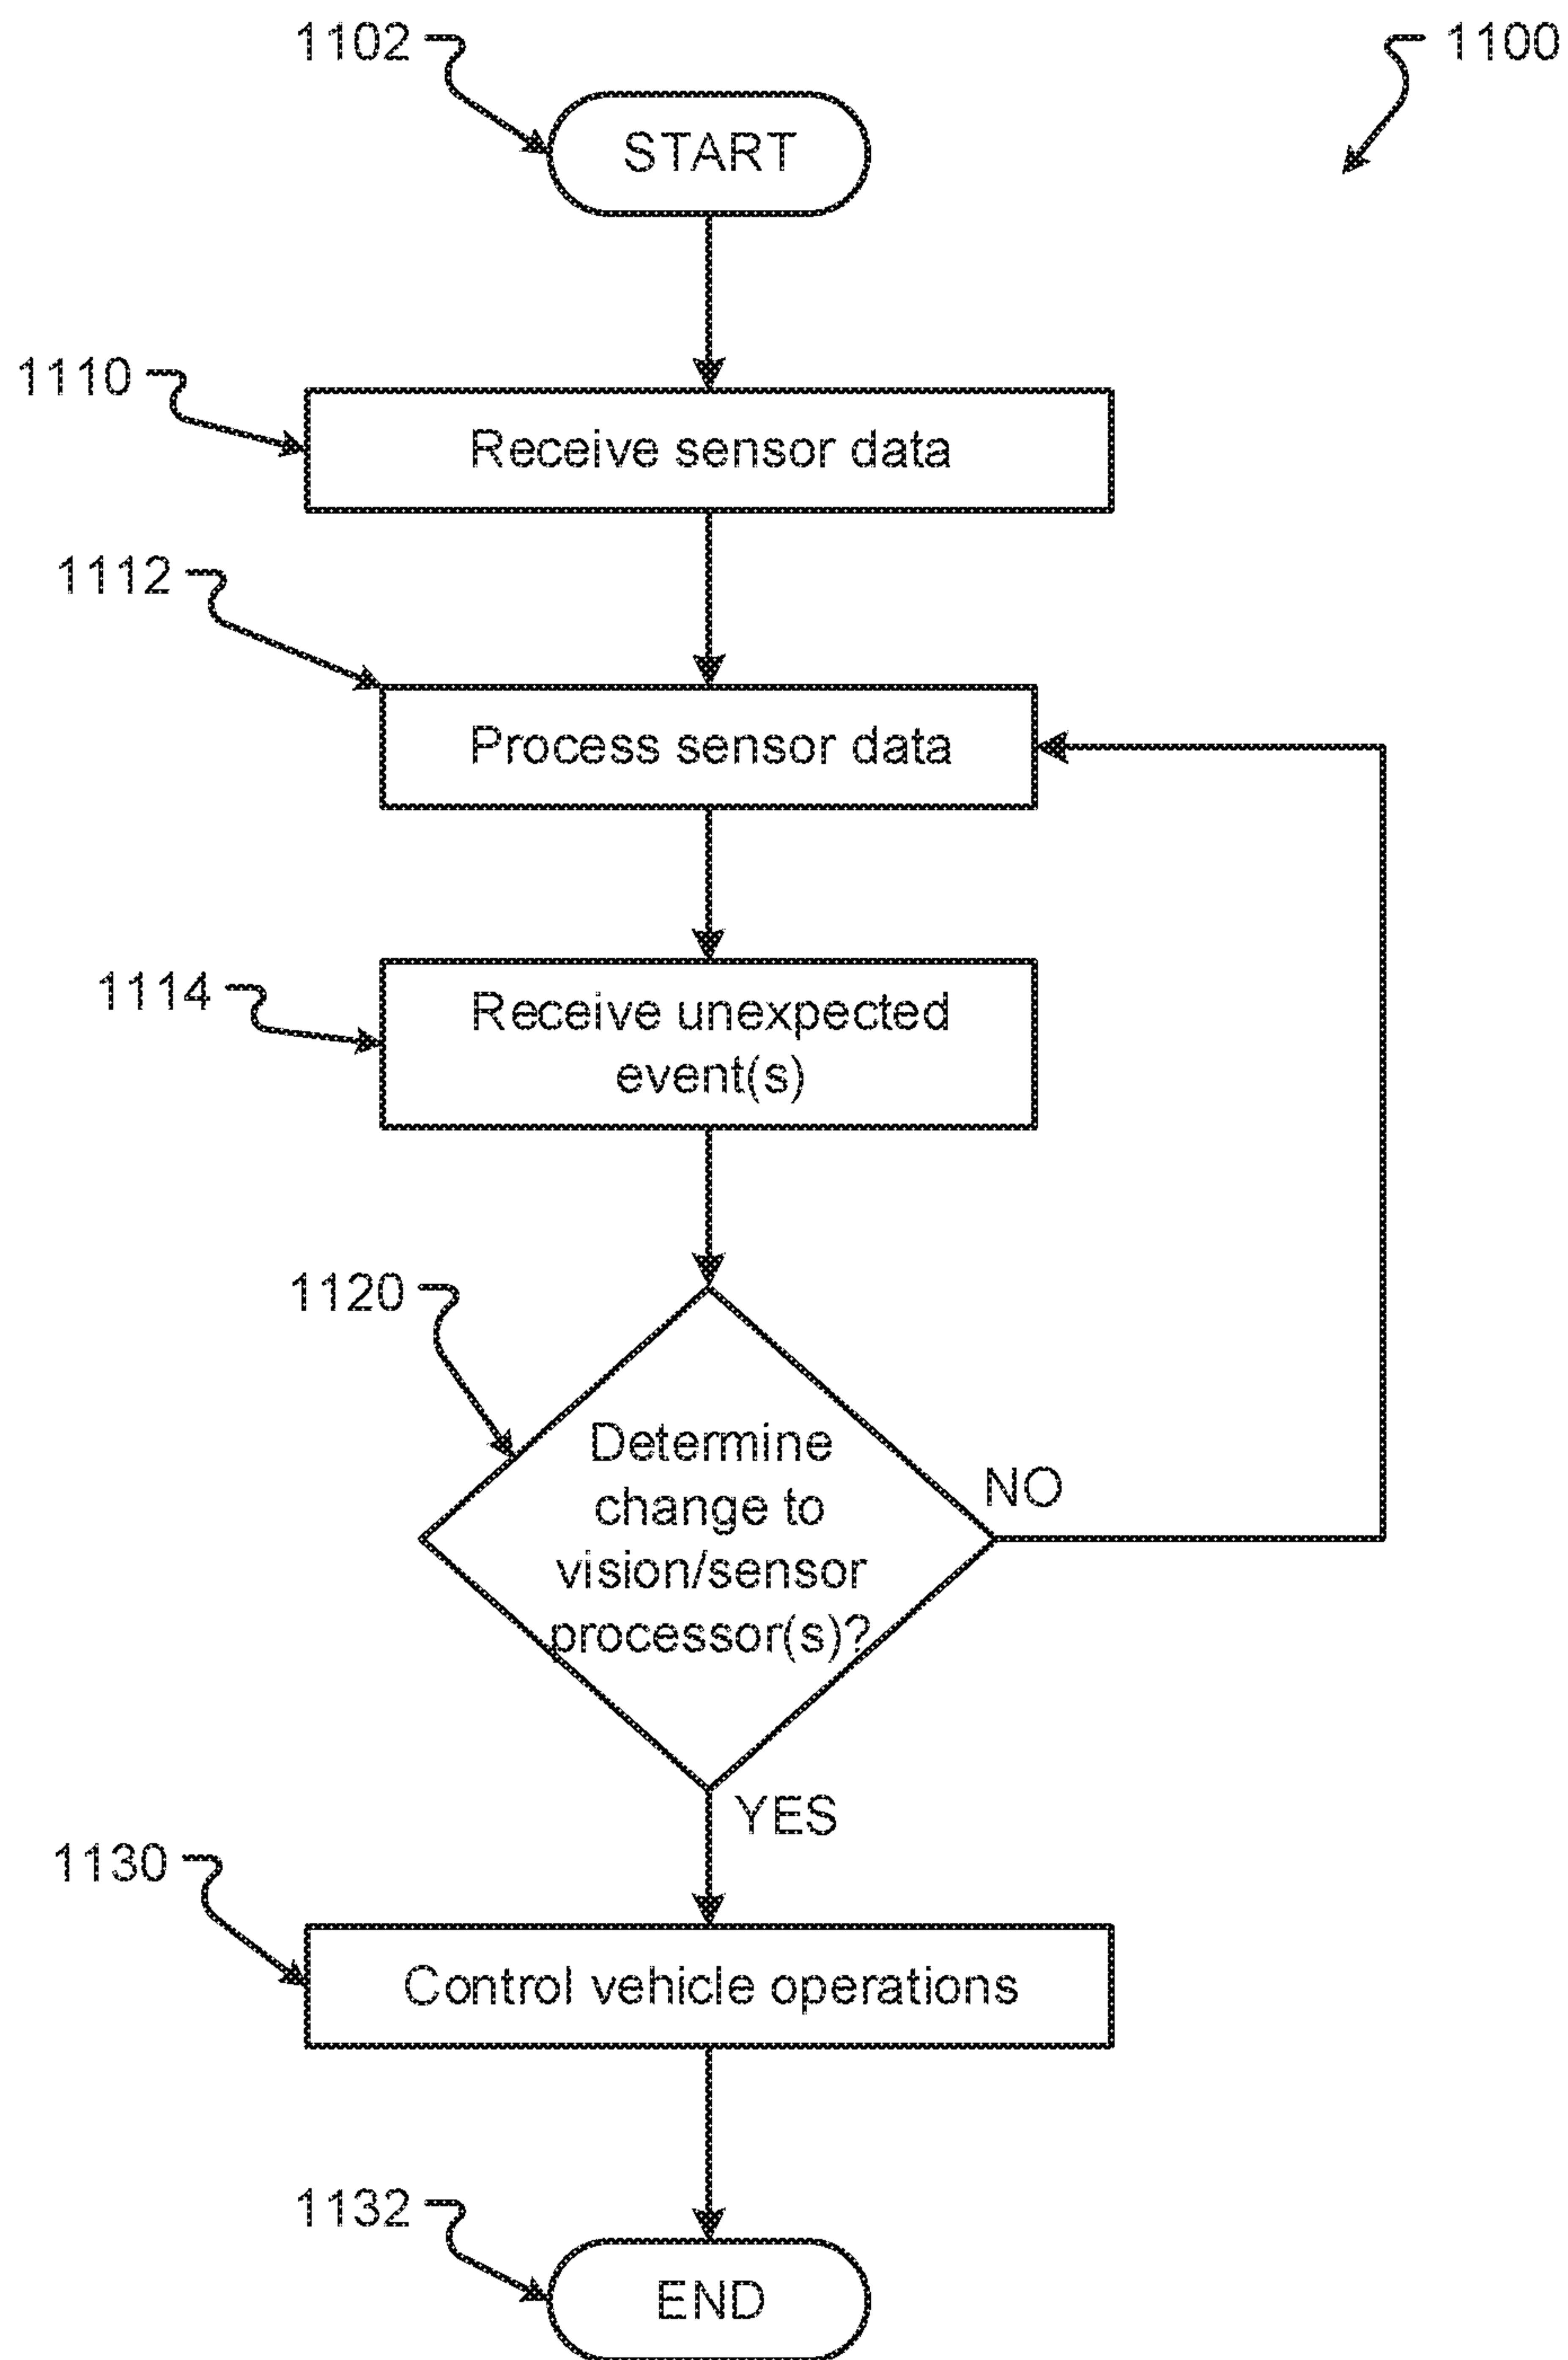 1102
1100
START
1110
Receive sensor data
1112
Process sensor data
1114
Receive unexpected
event(s)
1120
Determine
change to
vision/sensor
processor(s)?
NO
YES
1130
Control vehicle operations
1132
END